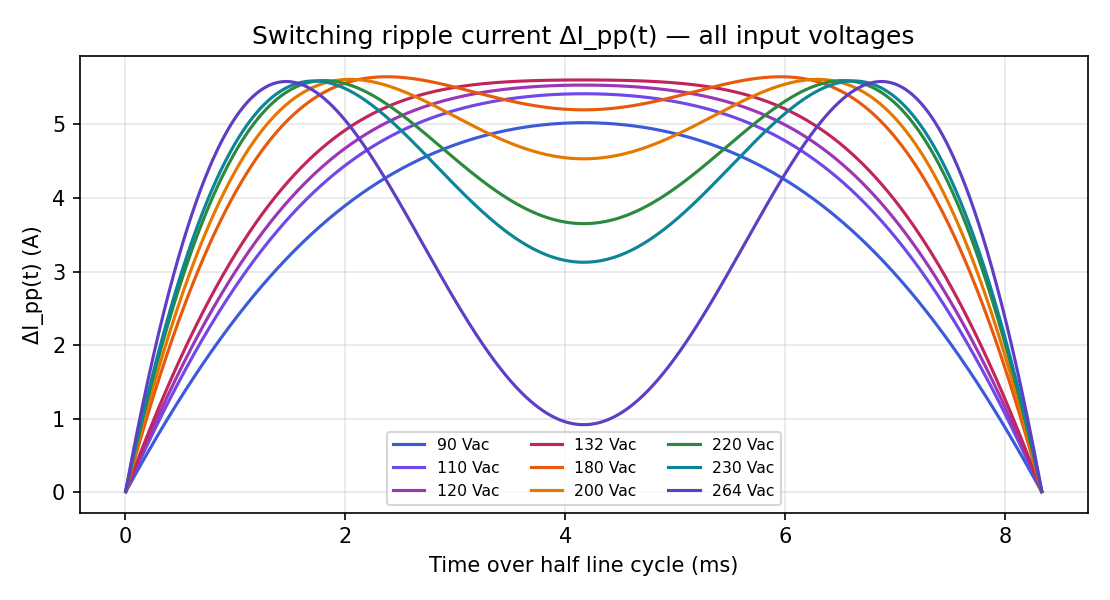 Switching ripple current ΔI_pp(t) — all input voltages
ΔI_pp(t) (A)
5
4
3
2
1
0
90 Vac
110 Vac
120 Vac
132 Vac
180 Vac
200 Vac
220 Vac
230 Vac
264 Vac
0 2 4 6 8
Time over half line cycle (ms)